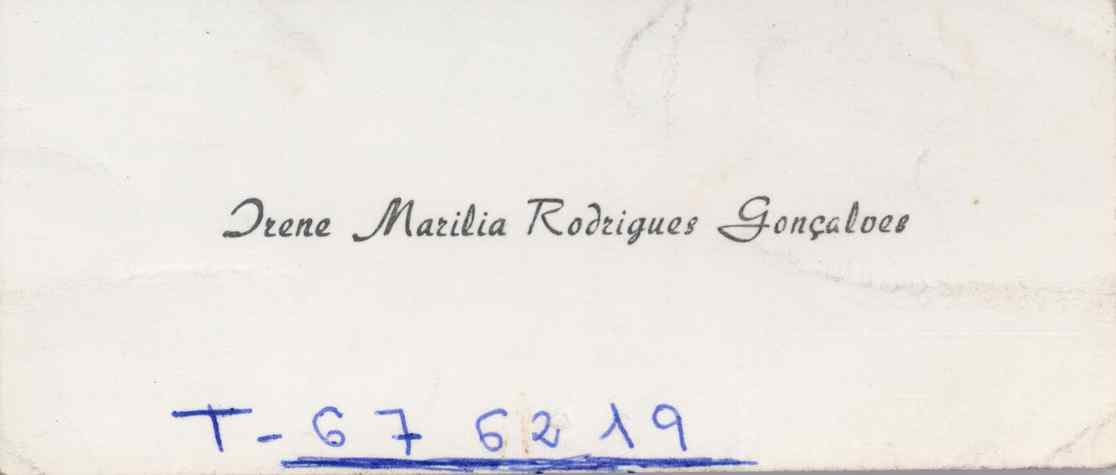 Irene Marilia Rodrigues Gonçalves
T-67 62 19